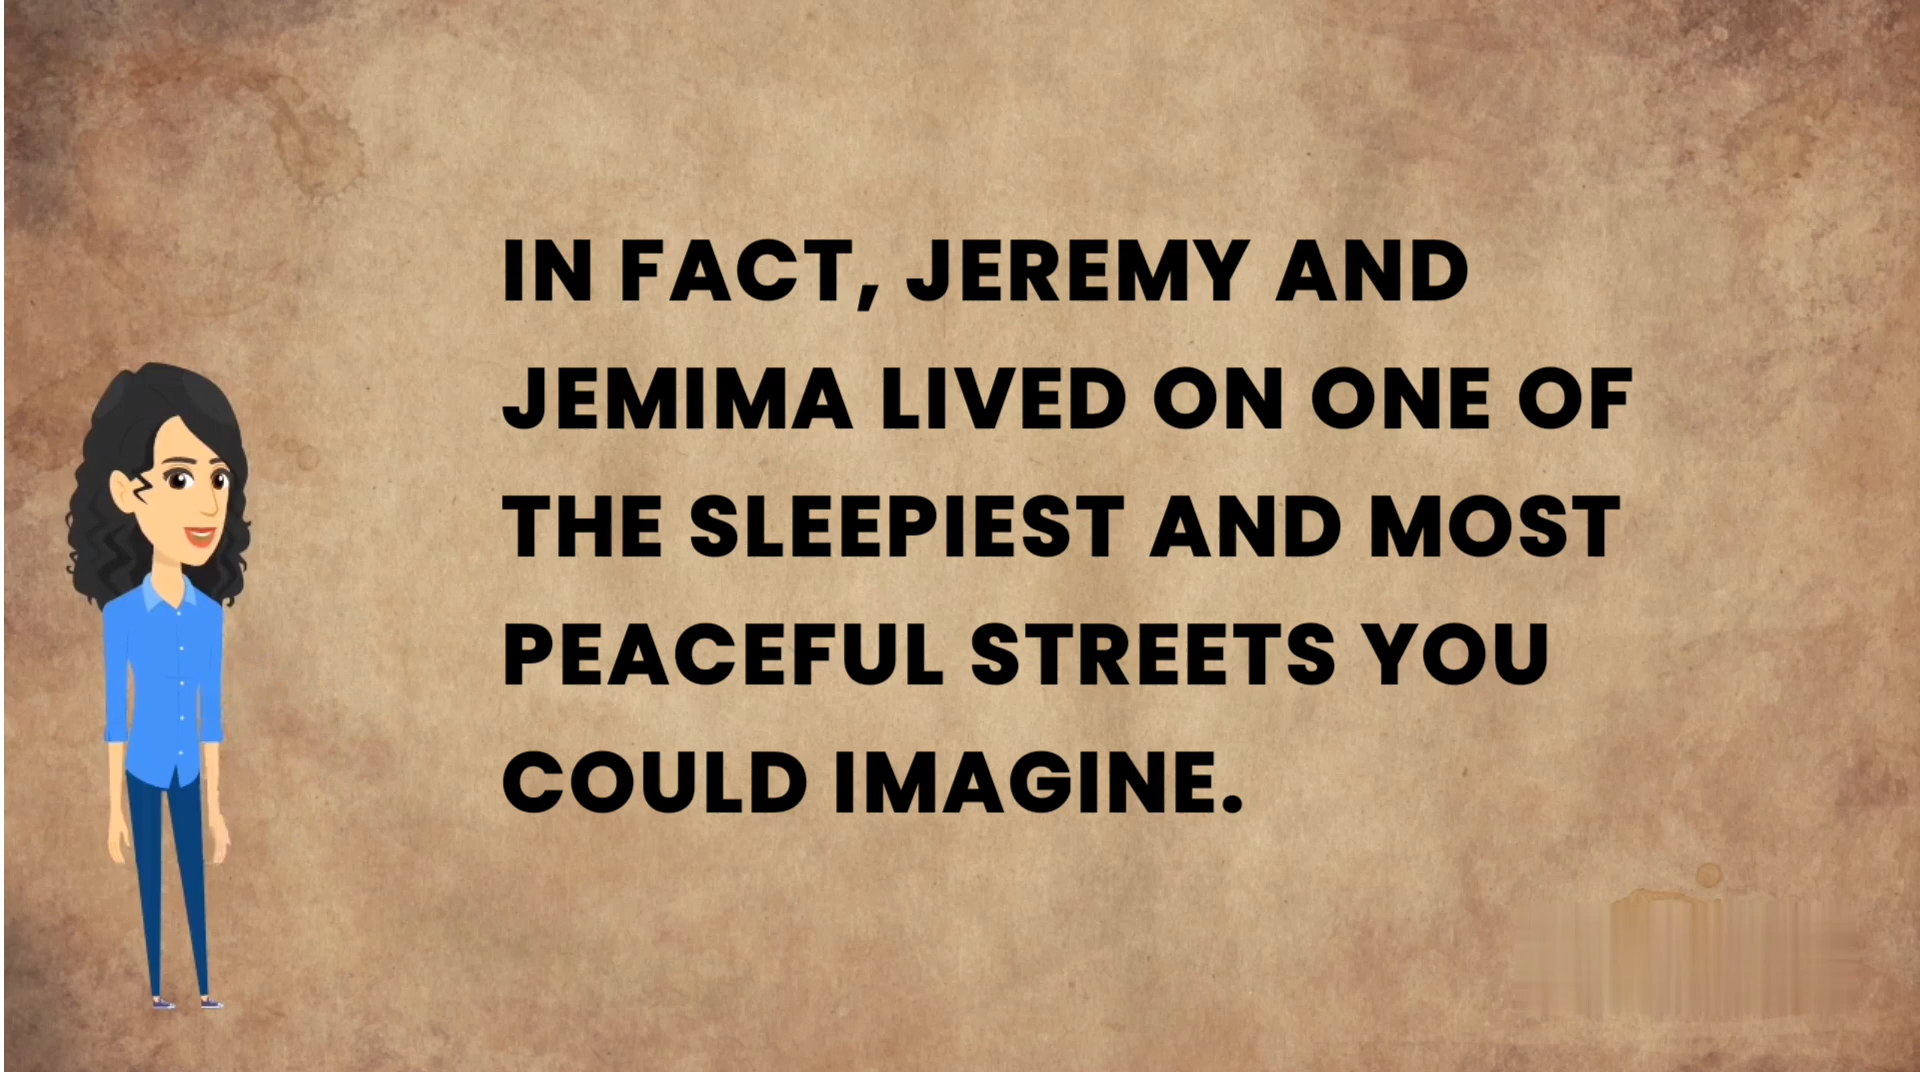 IN FACT, JEREMY AND
JEMIMA LIVED ON ONE OF
THE SLEEPIEST AND MOST
PEACEFUL STREETS YOU
COULD IMAGINE.